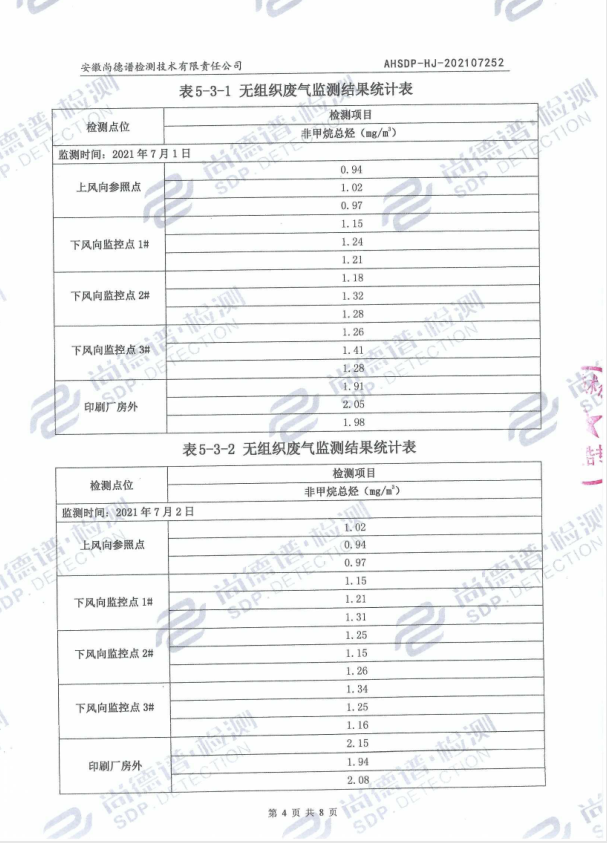 安徽尚德谱检测技术有限责任公司 AHSDP-HJ-202107252
表5-3-1 无组织废气监测结果统计表
检测点位 检测项目
非甲烷总烃（mg/m³）
监测时间：2021年7月1日
上风向参照点 0.94
1.02
0.97
下风向监控点 1# 1.15
1.24
1.21
下风向监控点 2# 1.18
1.32
1.28
下风向监控点 3# 1.26
1.41
1.28
印刷厂房外 1.91
2.05
1.98
表5-3-2 无组织废气监测结果统计表
检测点位 检测项目
非甲烷总烃（mg/m³）
监测时间：2021年7月2日
上风向参照点 1.02
0.94
0.97
下风向监控点 1# 1.15
1.21
1.31
下风向监控点 2# 1.25
1.15
1.26
下风向监控点 3# 1.34
1.25
1.16
印刷厂房外 2.15
1.94
2.08
第 4 页 共 8 页
尚德谱·检测
SDP.DETECTION